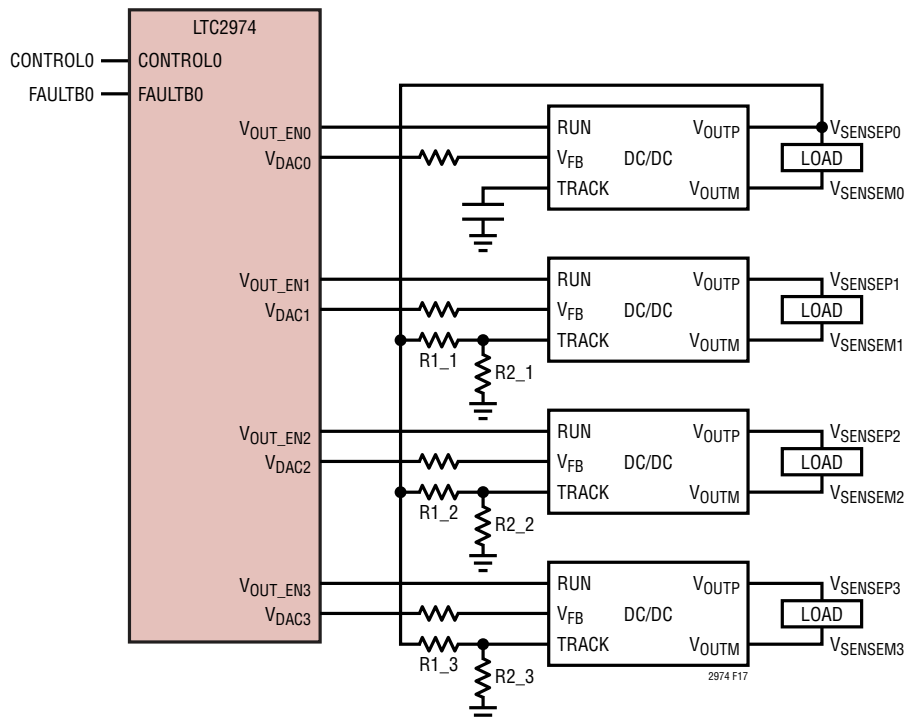 LTC2974
CONTROL0
CONTROL0
FAULTB0
FAULTB0
VOUT_EN0
VDAC0
RUN
VFB
TRACK
DC/DC
VOUTP
VOUTM
VSENSEP0
LOAD
VSENSEM0
VOUT_EN1
VDAC1
R1_1
R2_1
RUN
VFB
TRACK
DC/DC
VOUTP
VOUTM
VSENSEP1
LOAD
VSENSEM1
VOUT_EN2
VDAC2
R1_2
R2_2
RUN
VFB
TRACK
DC/DC
VOUTP
VOUTM
VSENSEP2
LOAD
VSENSEM2
VOUT_EN3
VDAC3
R1_3
R2_3
RUN
VFB
TRACK
DC/DC
VOUTP
VOUTM
VSENSEP3
LOAD
VSENSEM3
2974 F17